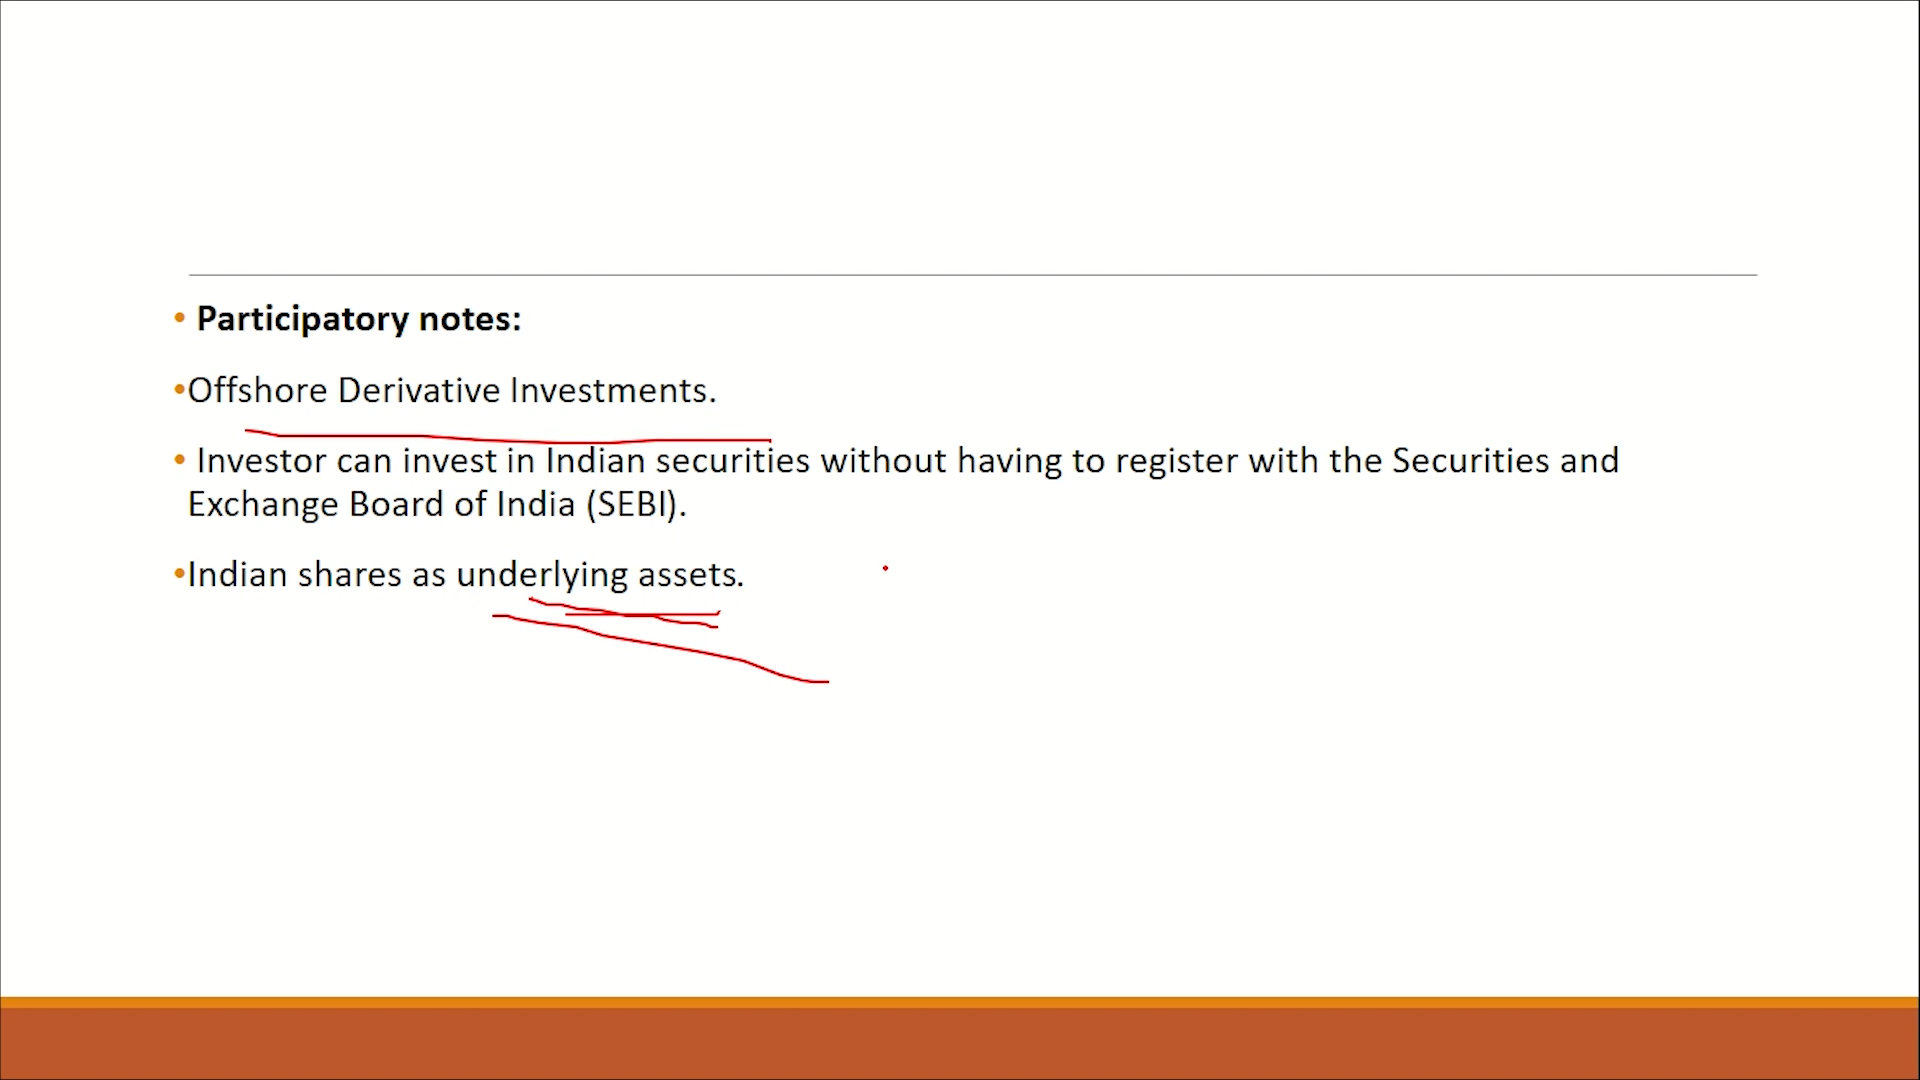 • Participatory notes:
•Offshore Derivative Investments.
• Investor can invest in Indian securities without having to register with the Securities and
Exchange Board of India (SEBI).
•Indian shares as underlying assets.